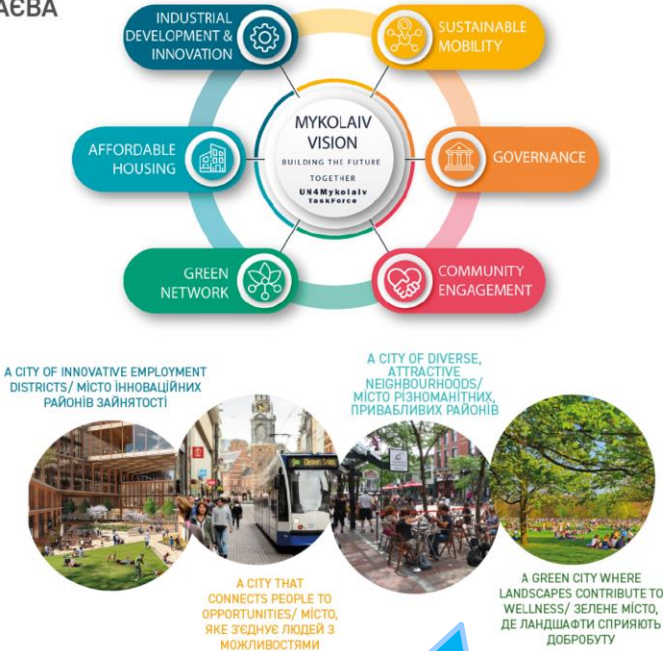 АЄВА
INDUSTRIAL
DEVELOPMENT &
INNOVATION
SUSTAINABLE
MOBILITY
AFFORDABLE
HOUSING
MYKOLAIV
VISION
BUILDING THE FUTURE
TOGETHER
UN4Mykolaiv
TaskForce
GOVERNANCE
GREEN
NETWORK
COMMUNITY
ENGAGEMENT
A CITY OF INNOVATIVE EMPLOYMENT
DISTRICTS/ МІСТО ІННОВАЦІЙНИХ
РАЙОНІВ ЗАЙНЯТОСТІ
A CITY OF DIVERSE,
ATTRACTIVE
NEIGHBOURHOODS/
МІСТО РІЗНОМАНІТНИХ,
ПРИВАБЛИВИХ РАЙОНІВ
A CITY THAT
CONNECTS PEOPLE TO
OPPORTUNITIES/ МІСТО,
ЯКЕ З'ЄДНУЄ ЛЮДЕЙ З
МОЖЛИВОСТЯМИ
A GREEN CITY WHERE
LANDSCAPES CONTRIBUTE TO
WELLNESS/ ЗЕЛЕНЕ МІСТО,
ДЕ ЛАНДШАФТИ СПРИЯЮТЬ
ДОБРОБУТУ